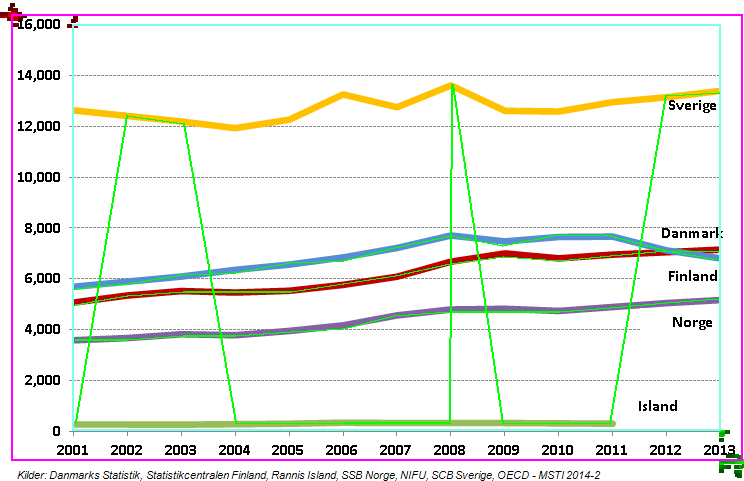 16,000
14,000
12,000
10,000
8,000
6,000
4,000
2,000
0
Sverige
Danmark
Finland
Norge
Island
2001 2002 2003 2004 2005 2006 2007 2008 2009 2010 2011 2012 2013
Kilder: Danmarks Statistik, Statistikcentralen Finland, Rannis Island, SSB Norge, NIFU, SCB Sverige, OECD - MSTI 2014-2